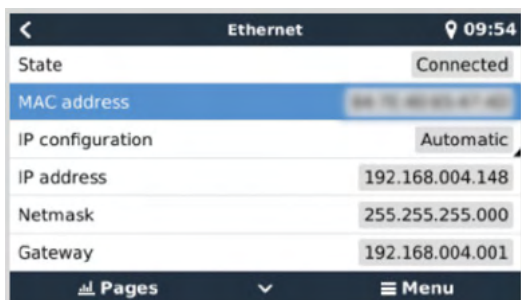 Ethernet 09:54
State Connected
MAC address
IP configuration Automatic
IP address 192.168.004.148
Netmask 255.255.255.000
Gateway 192.168.004.001
Pages Menu